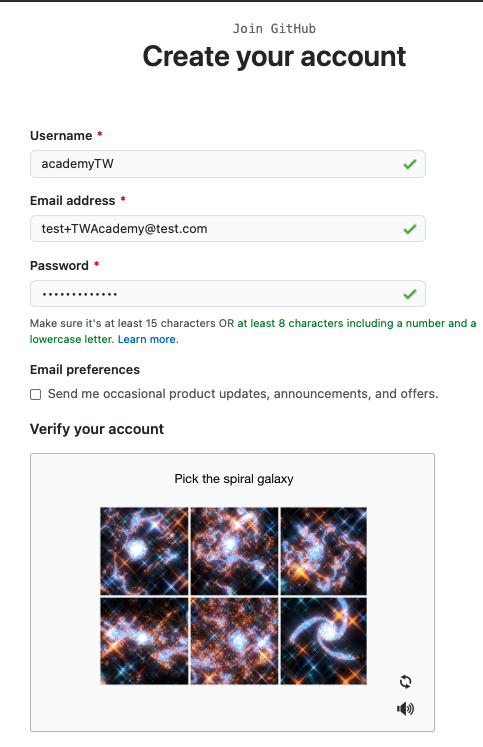 Join GitHub
Create your account
Username *
academyTW
Email address *
test+TWAcademy@test.com
Password *
•••••••••••••
Make sure it's at least 15 characters OR at least 8 characters including a number and a
lowercase letter. Learn more.
Email preferences
Send me occasional product updates, announcements, and offers.
Verify your account
Pick the spiral galaxy